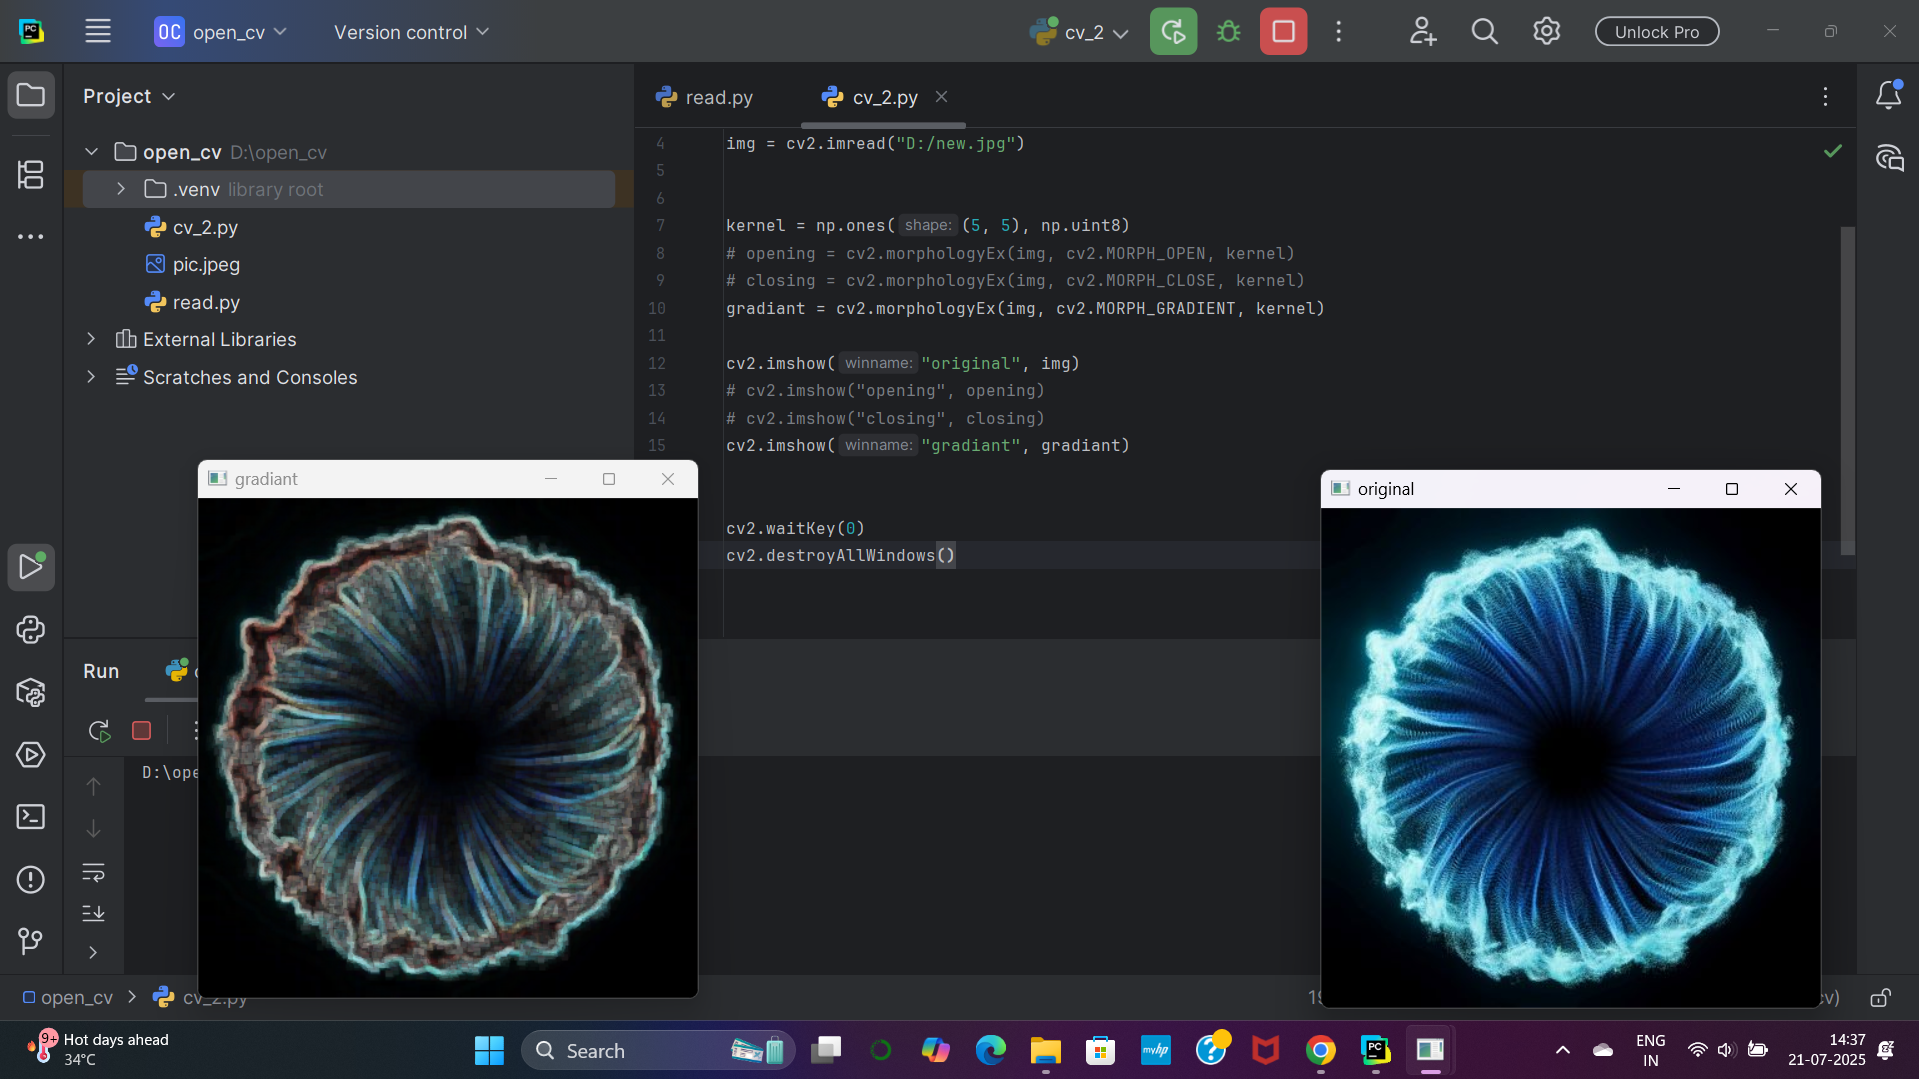 PC
OC open_cv
Version control
cv_2
Unlock Pro
Project
read.py
cv_2.py
open_cv D:\open_cv
.venv library root
cv_2.py
pic.jpeg
read.py
External Libraries
Scratches and Consoles
4 img = cv2.imread("D:/new.jpg")
5
6
7 kernel = np.ones( shape: (5, 5), np.uint8)
8 # opening = cv2.morphologyEx(img, cv2.MORPH_OPEN, kernel)
9 # closing = cv2.morphologyEx(img, cv2.MORPH_CLOSE, kernel)
10 gradiant = cv2.morphologyEx(img, cv2.MORPH_GRADIENT, kernel)
11
12 cv2.imshow( winname: "original", img)
13 # cv2.imshow("opening", opening)
14 # cv2.imshow("closing", closing)
15 cv2.imshow( winname: "gradiant", gradiant)
cv2.waitKey(0)
cv2.destroyAllWindows()
gradiant
original
Run
D:\ope
open_cv
cv_2.py
cv)
9+ Hot days ahead
34°C
Search
myhp
PC
ENG
IN
14:37
21-07-2025